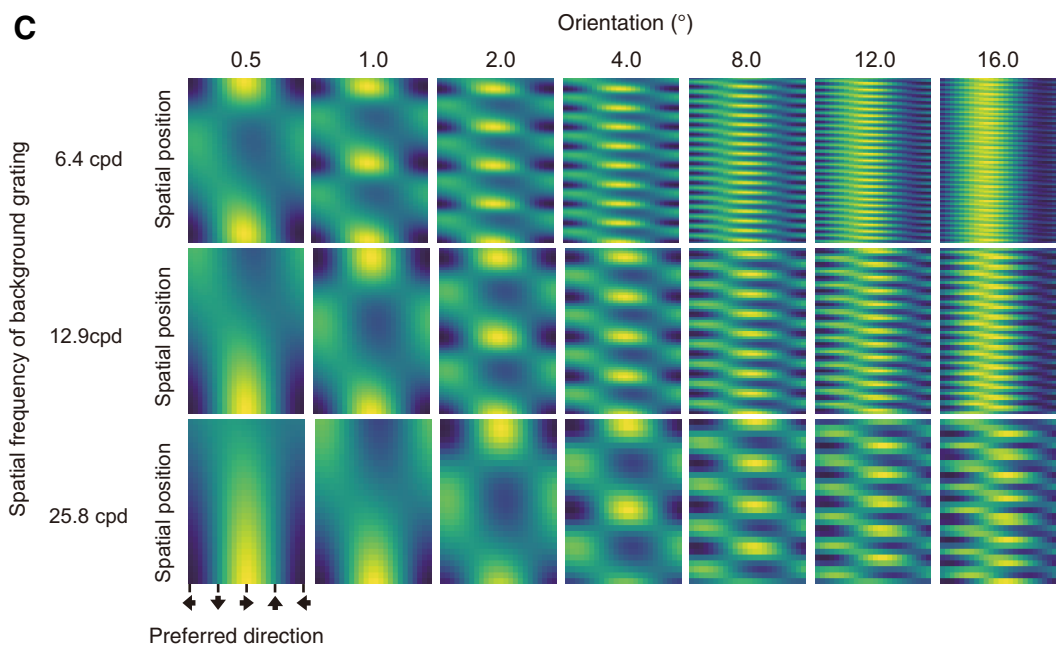 C
Orientation (°)
0.5 1.0 2.0 4.0 8.0 12.0 16.0
Spatial frequency of background grating
6.4 cpd
Spatial position
12.9cpd
Spatial position
25.8 cpd
Spatial position
Preferred direction